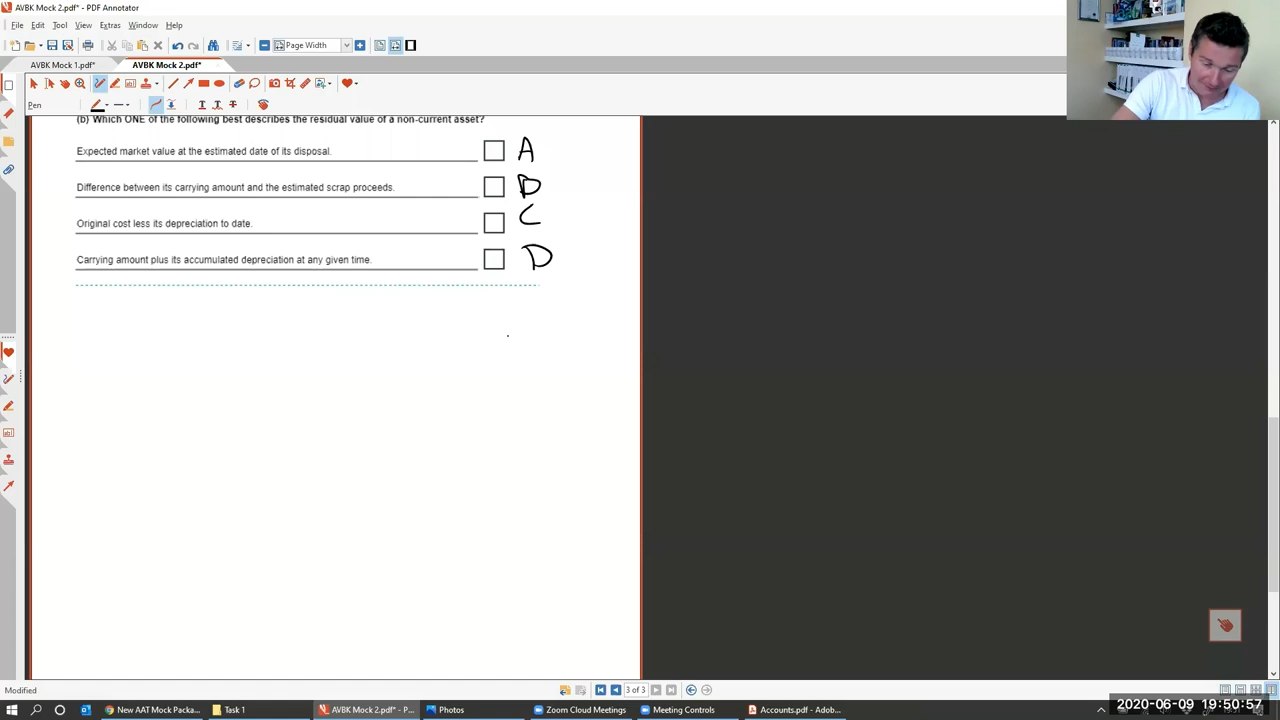 AVBK Mock 2.pdf* - PDF Annotator
File Edit Tool View Extras Window Help
Page Width
AVBK Mock 1.pdf* AVBK Mock 2.pdf*
Pen
(b) Which ONE of the following best describes the residual value of a non-current asset?
Expected market value at the estimated date of its disposal. A
Difference between its carrying amount and the estimated scrap proceeds. B
Original cost less its depreciation to date. C
Carrying amount plus its accumulated depreciation at any given time. D
Modified 3 of 3
New AAT Mock Packa... Task 1 AVBK Mock 2.pdf* - P... Photos Zoom Cloud Meetings Meeting Controls Accounts.pdf - Adob...
2020-06-09 19:50:57